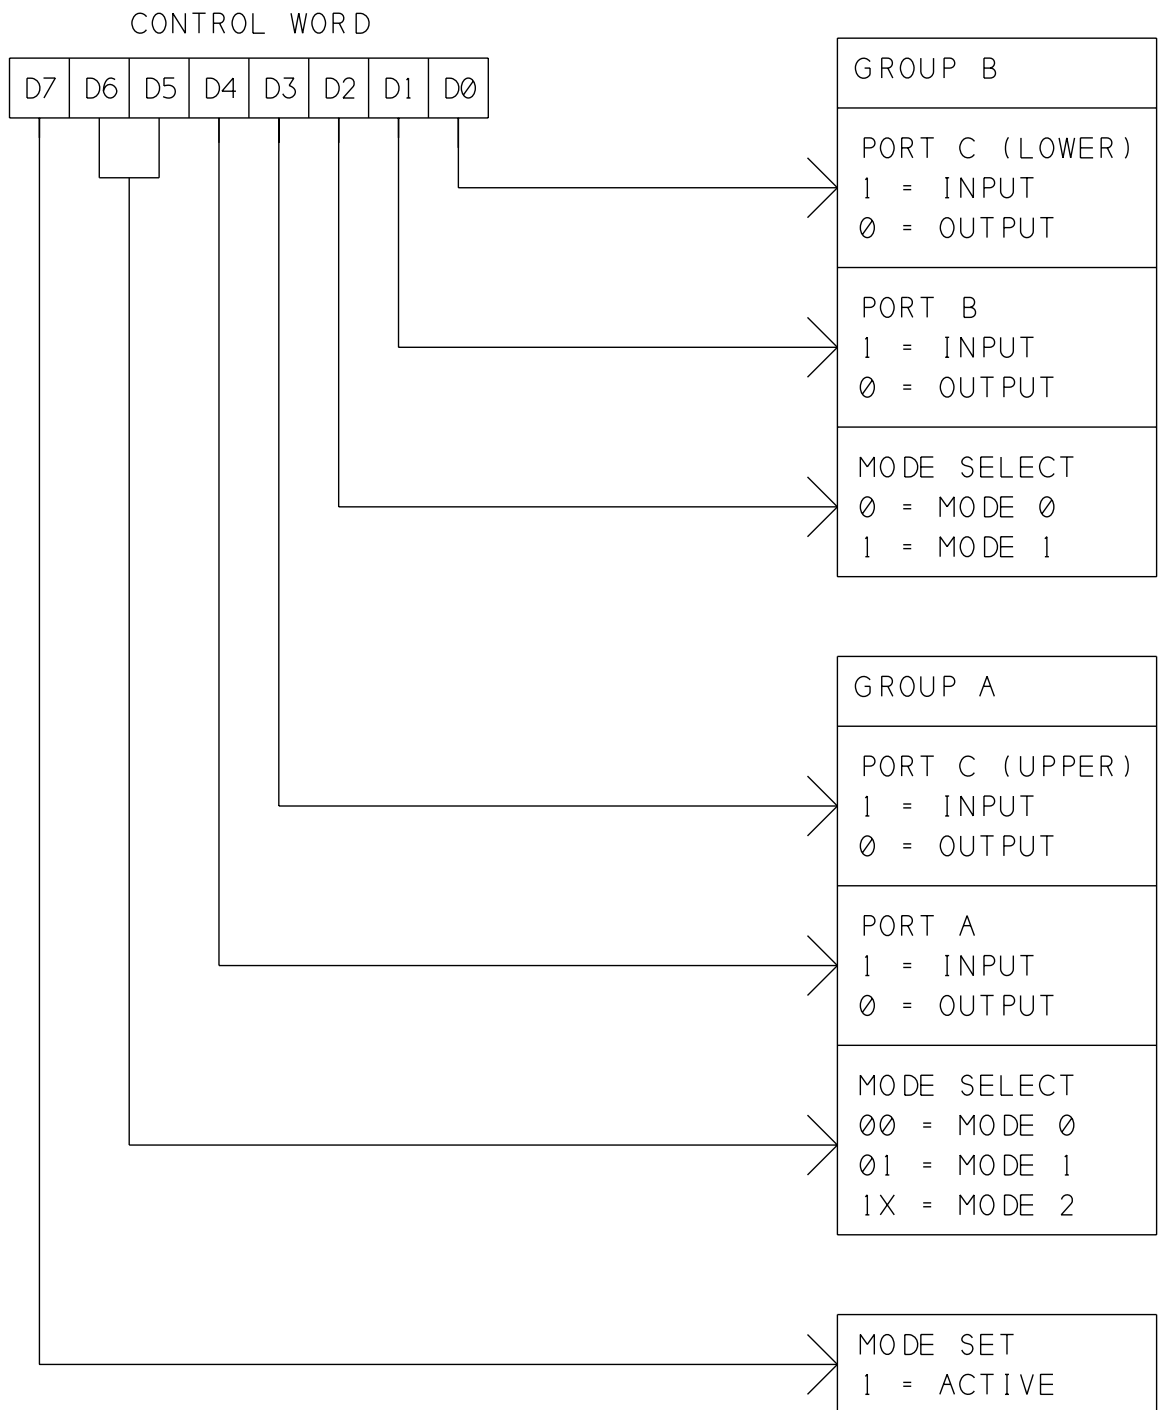 CONTROL WORD
D7 D6 D5 D4 D3 D2 D1 D0
GROUP B
PORT C (LOWER)
1 = INPUT
0 = OUTPUT
PORT B
1 = INPUT
0 = OUTPUT
MODE SELECT
0 = MODE 0
1 = MODE 1
GROUP A
PORT C (UPPER)
1 = INPUT
0 = OUTPUT
PORT A
1 = INPUT
0 = OUTPUT
MODE SELECT
00 = MODE 0
01 = MODE 1
1X = MODE 2
MODE SET
1 = ACTIVE